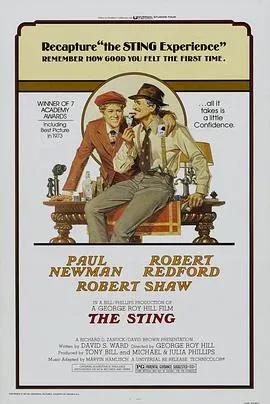 Recapture "the STING Experience"
REMEMBER HOW GOOD YOU FELT THE FIRST TIME.
WINNER OF 7
ACADEMY
AWARDS
Including
Best Picture
in 1973
...all it
takes is
a little
Confidence.
PAUL
NEWMAN
ROBERT
REDFORD
ROBERT SHAW
IN A BILL/PHILLIPS PRODUCTION OF
A GEORGE ROY HILL FILM
THE STING
A RICHARD D. ZANUCK/DAVID BROWN PRESENTATION
Written by DAVID S. WARD Directed by GEORGE ROY HILL
Produced by TONY BILL and MICHAEL & JULIA PHILLIPS
Music Adapted by MARVIN HAMLISCH A UNIVERSAL RE-RELEASE TECHNICOLOR®
PG PARENTAL GUIDANCE SUGGESTED